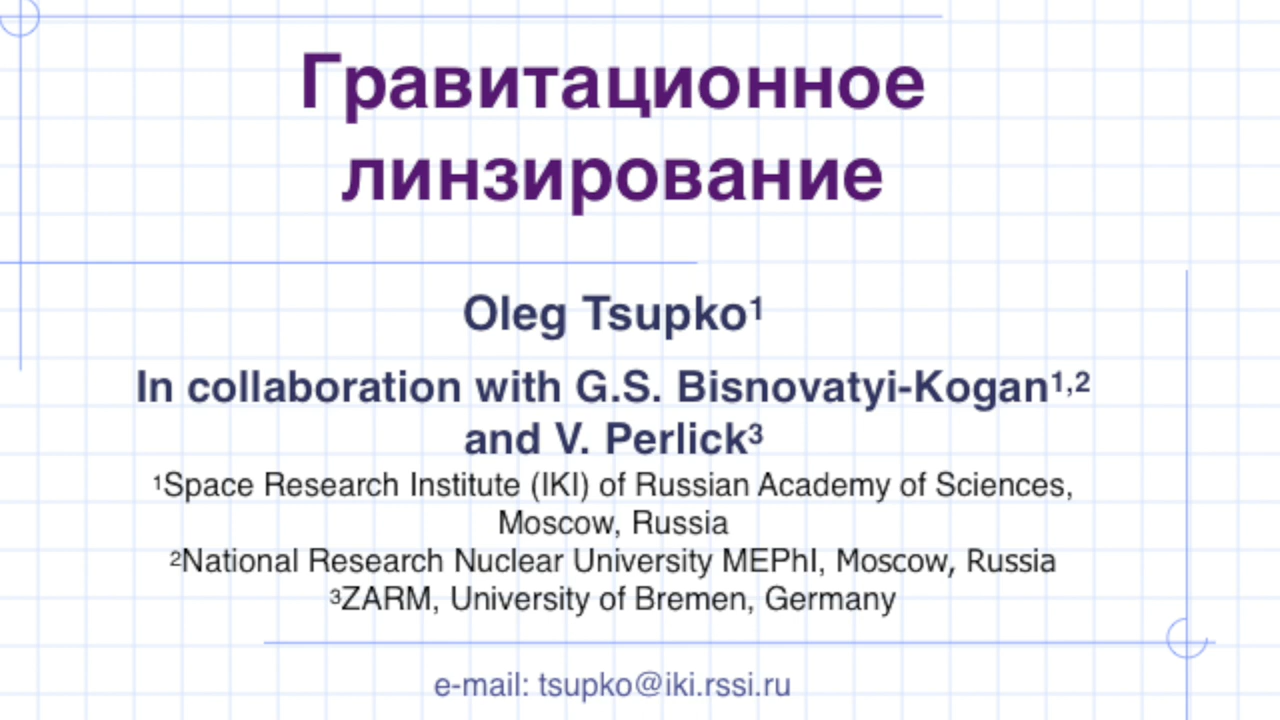 Гравитационное
линзирование
Oleg Tsupko¹
In collaboration with G.S. Bisnovatyi-Kogan¹,²
and V. Perlick³
¹Space Research Institute (IKI) of Russian Academy of Sciences,
Moscow, Russia
²National Research Nuclear University MEPhI, Moscow, Russia
³ZARM, University of Bremen, Germany
e-mail: tsupko@iki.rssi.ru